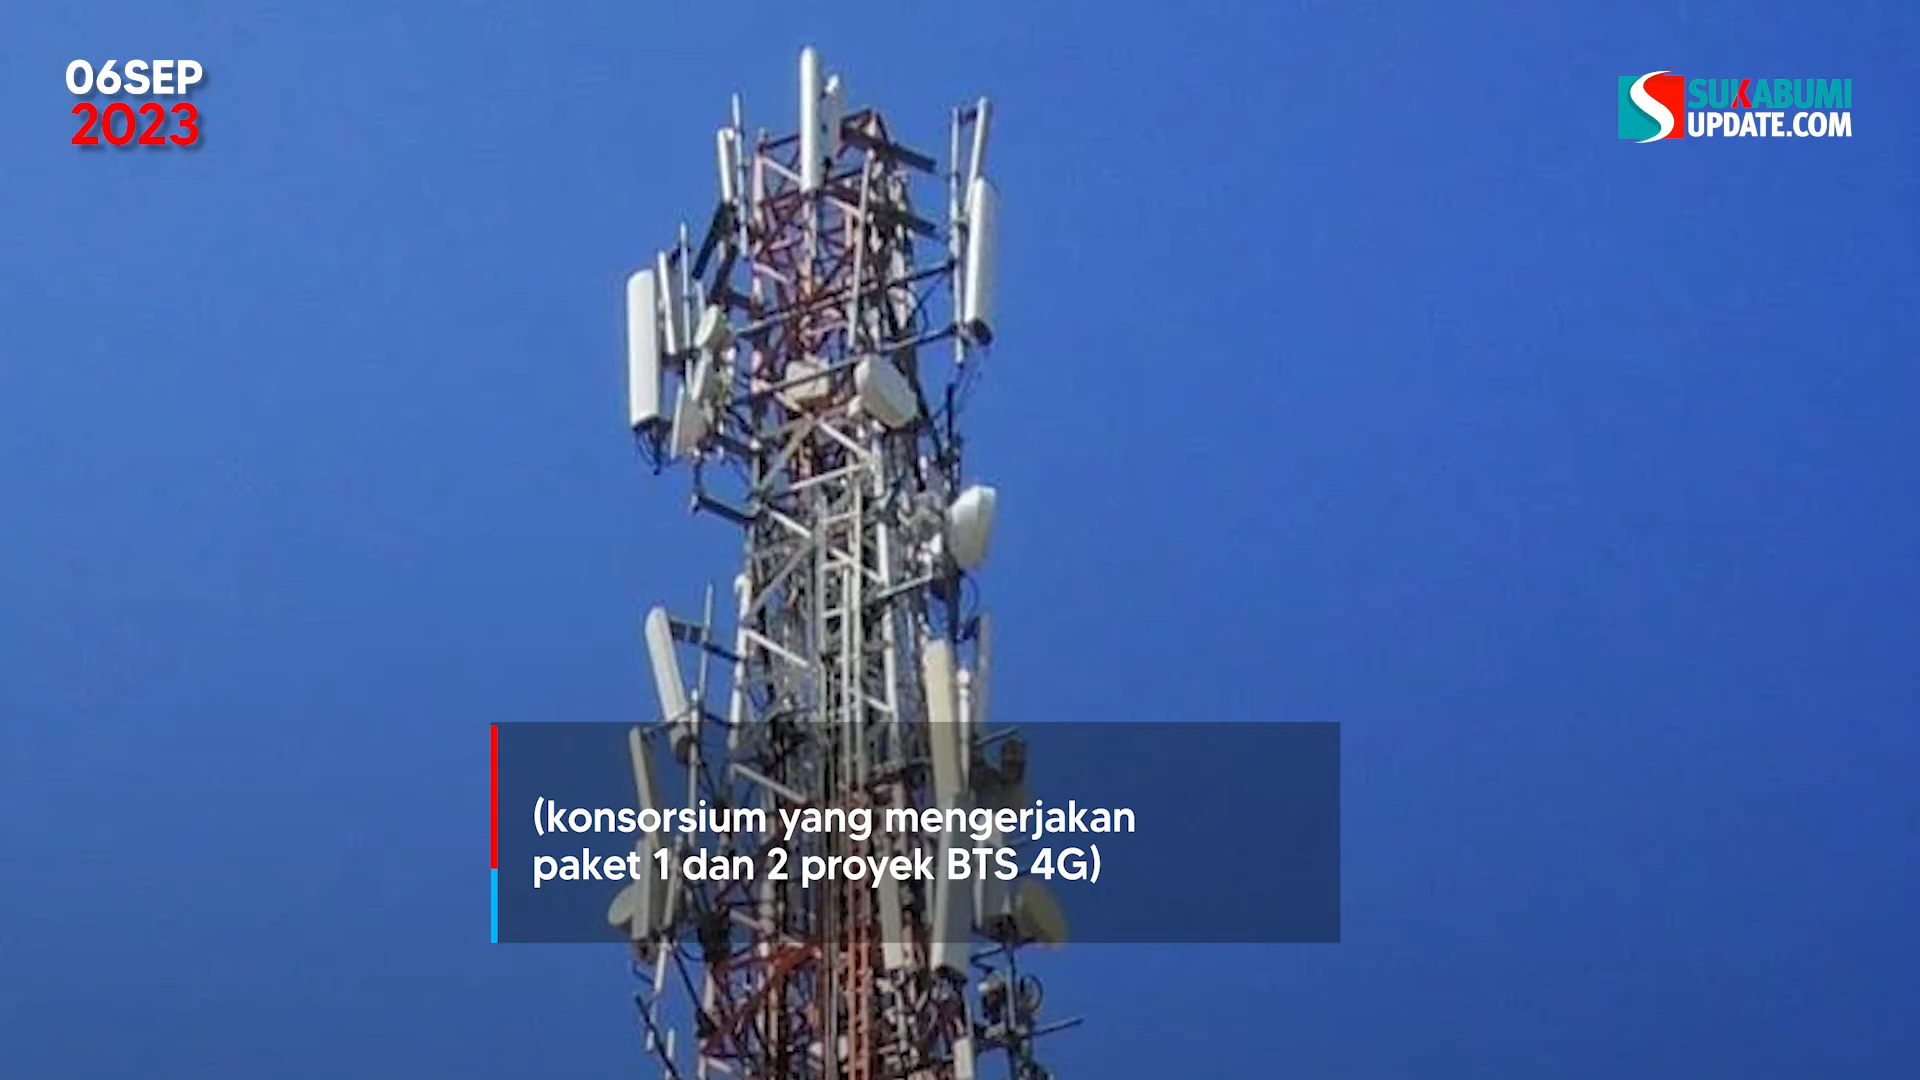 06SEP
2023
SUKABUMI
UPDATE.COM
(konsorsium yang mengerjakan
paket 1 dan 2 proyek BTS 4G)